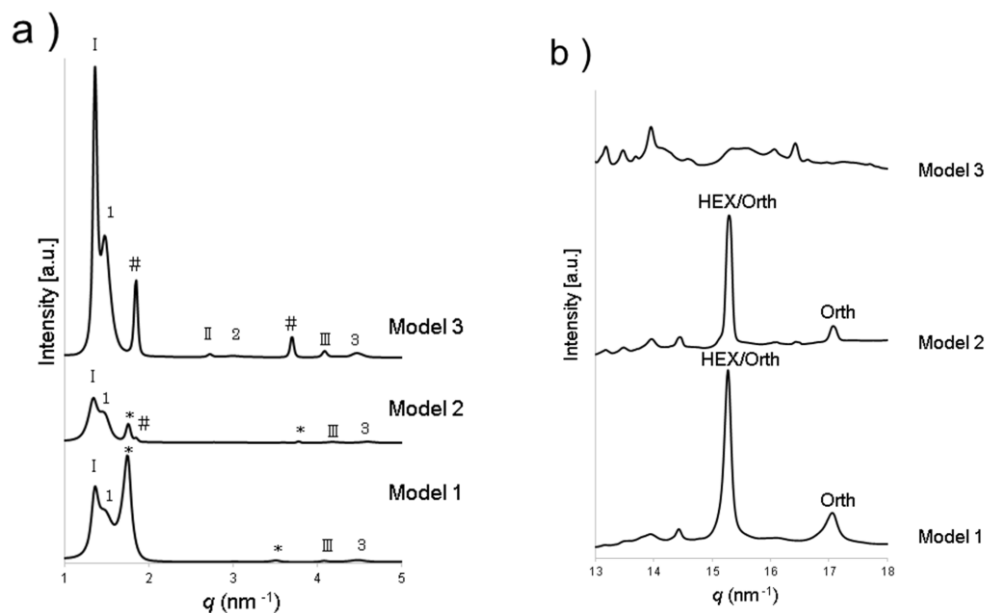 a )
I
1
#
II
2
#
III
3
Model 3
I
1
*
#
*
III
3
Model 2
I
1
*
*
III
3
Model 1
Intensity [a.u.]
1
2
3
4
5
q (nm -1)
b )
Model 3
HEX/Orth
Orth
Model 2
HEX/Orth
Orth
Model 1
Intensity [a.u.]
13
14
15
16
17
18
q (nm -1)